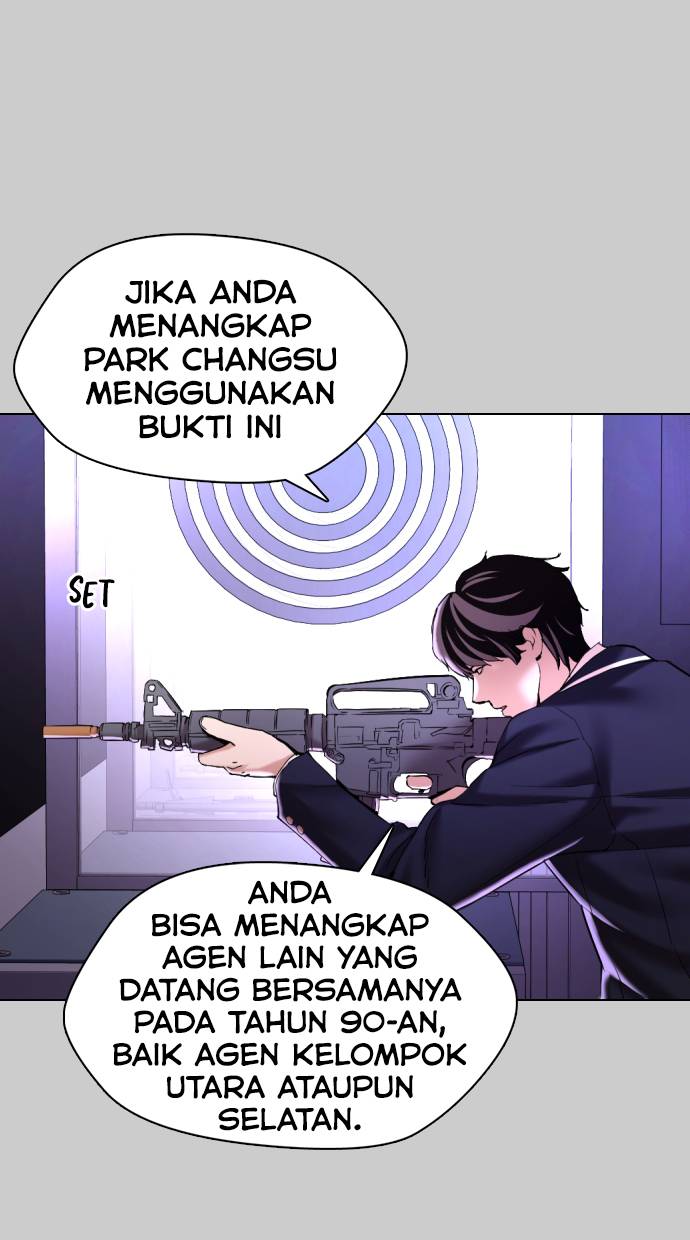 JIKA ANDA
MENANGKAP
PARK CHANGSU
MENGGUNAKAN
BUKTI INI
SET
ANDA
BISA MENANGKAP
AGEN LAIN YANG
DATANG BERSAMANYA
PADA TAHUN 90-AN,
BAIK AGEN KELOMPOK
UTARA ATAUPUN
SELATAN.